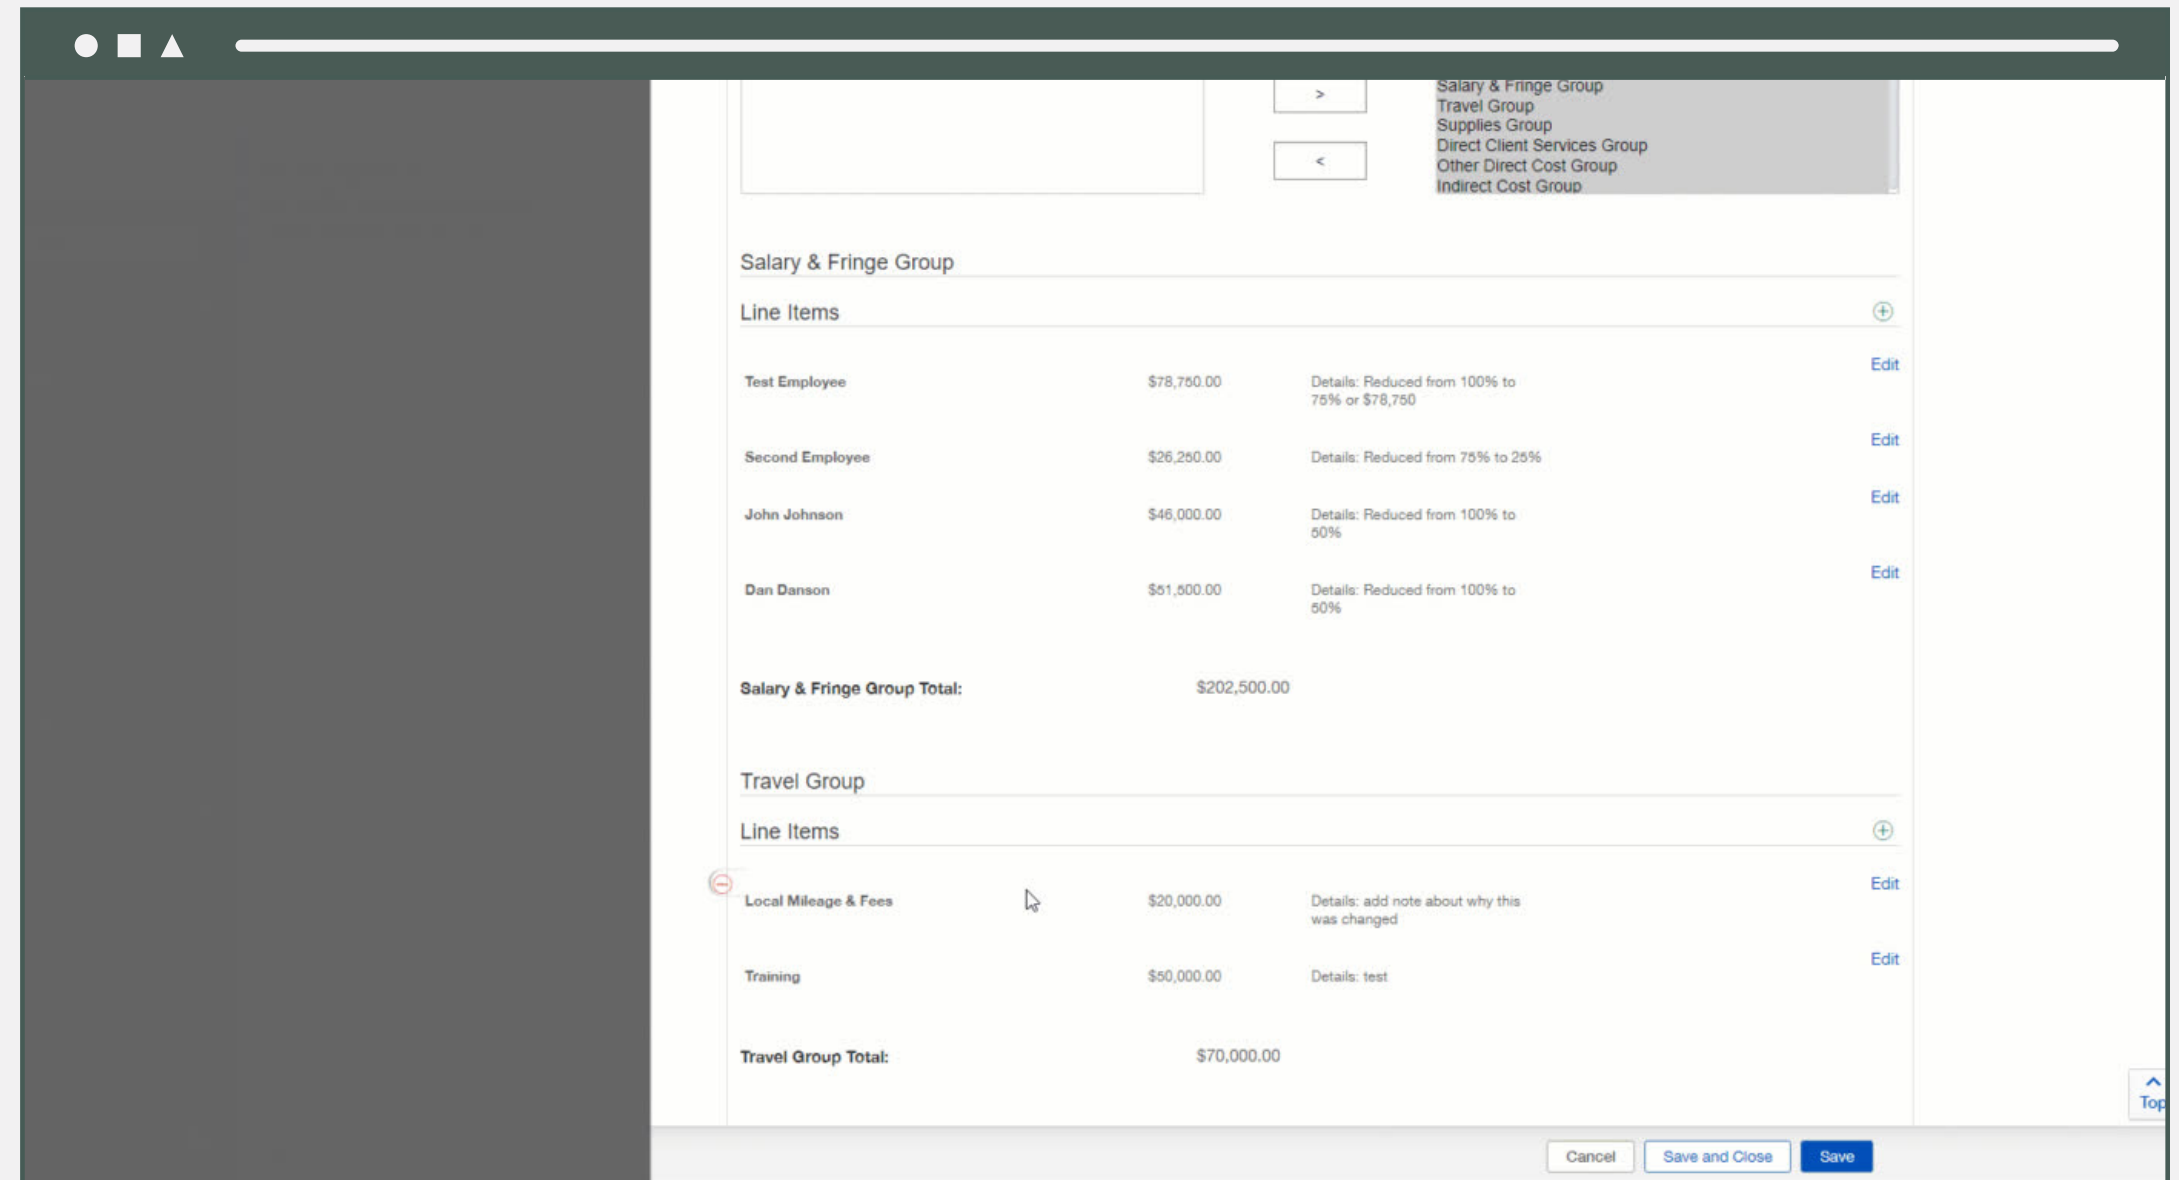 >
<
Salary & Fringe Group
Travel Group
Supplies Group
Direct Client Services Group
Other Direct Cost Group
Indirect Cost Group
Salary & Fringe Group
Line Items
Edit
Test Employee $78,750.00 Details: Reduced from 100% to
75% or $78,750
Edit
Second Employee $26,250.00 Details: Reduced from 75% to 25%
Edit
John Johnson $46,000.00 Details: Reduced from 100% to
50%
Edit
Dan Danson $51,500.00 Details: Reduced from 100% to
50%
Salary & Fringe Group Total: $202,500.00
Travel Group
Line Items
Edit
Local Mileage & Fees $20,000.00 Details: add note about why this
was changed
Edit
Training $50,000.00 Details: test
Travel Group Total: $70,000.00
Top
Cancel Save and Close Save